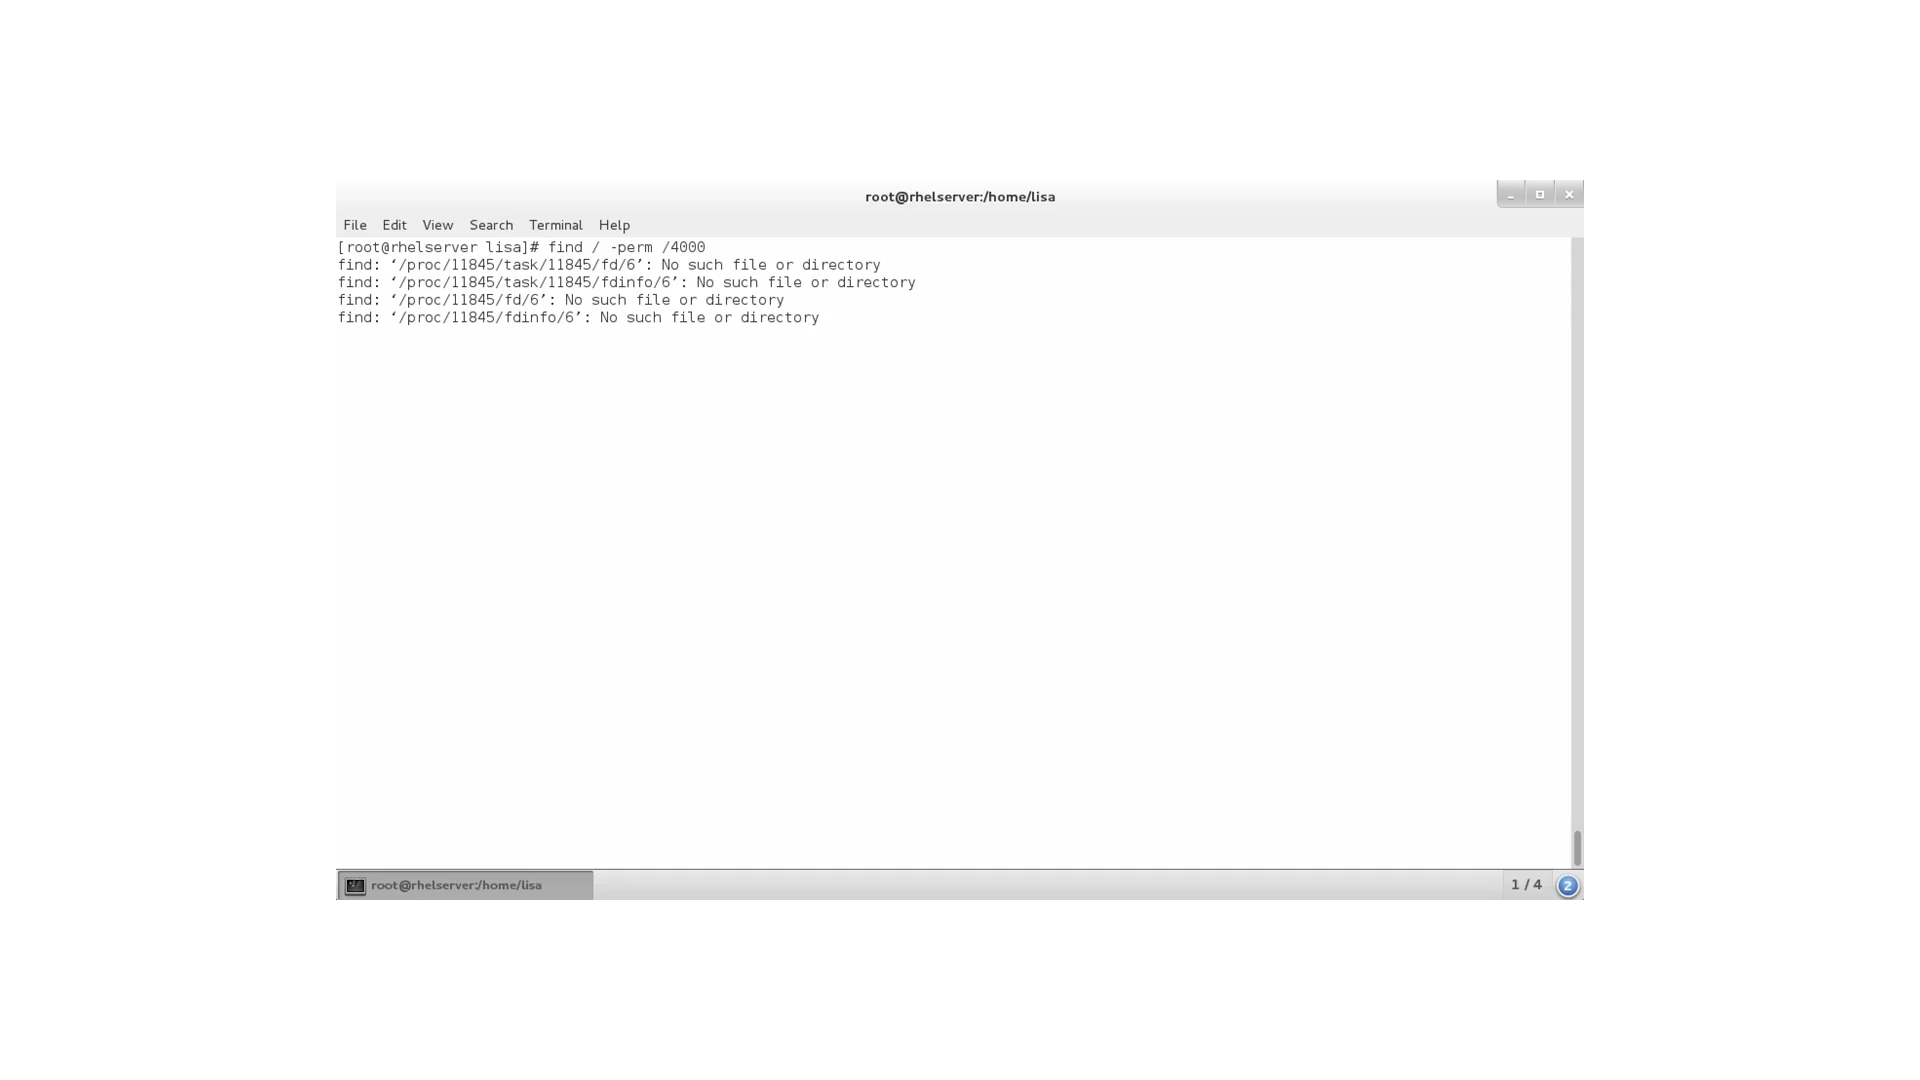 root@rhelserver:/home/lisa
File Edit View Search Terminal Help
[root@rhelserver lisa]# find / -perm /4000
find: ‘/proc/11845/task/11845/fd/6’: No such file or directory
find: ‘/proc/11845/task/11845/fdinfo/6’: No such file or directory
find: ‘/proc/11845/fd/6’: No such file or directory
find: ‘/proc/11845/fdinfo/6’: No such file or directory
root@rhelserver:/home/lisa 1 / 4 2